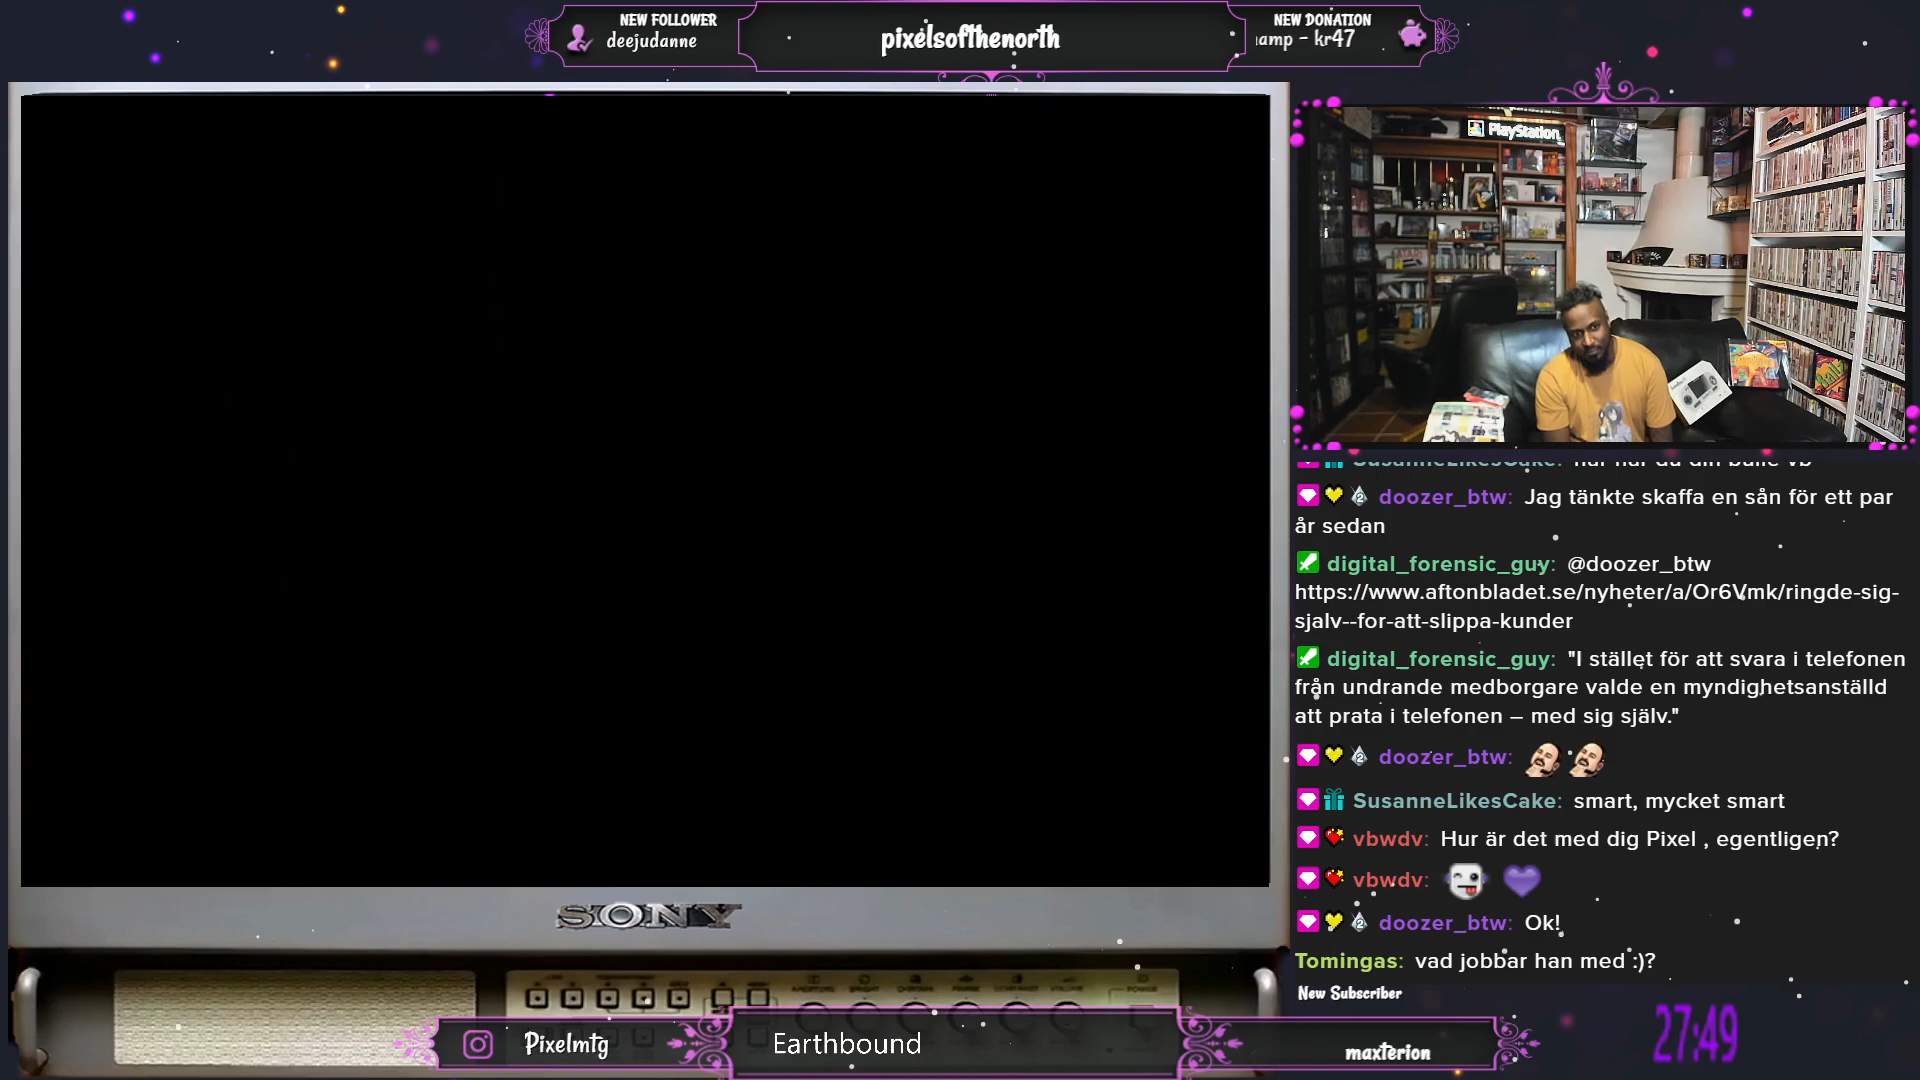 NEW FOLLOWER
deejudanne
pixelsofthenorth
NEW DONATION
amp - kr47
PlayStation
SusanneLikesCake:
doozer_btw: Jag tänkte skaffa en sån för ett par
år sedan
digital_forensic_guy: @doozer_btw
https://www.aftonbladet.se/nyheter/a/Or6Vmk/ringde-sig-
sjalv--for-att-slippa-kunder
digital_forensic_guy: "I stället för att svara i telefonen
från undrande medborgare valde en myndighetsanställd
att prata i telefonen – med sig själv."
doozer_btw:
SusanneLikesCake: smart, mycket smart
vbwdv: Hur är det med dig Pixel , egentligen?
vbwdv:
doozer_btw: Ok!
Tomingas: vad jobbar han med :)?
New Subscriber
SONY
Pixelmtg
Earthbound
maxterion
27:49